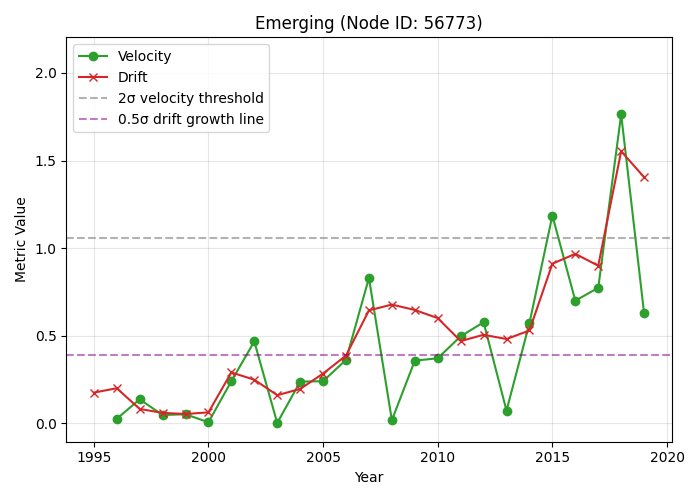 Emerging (Node ID: 56773)
Velocity
Drift
2σ velocity threshold
0.5σ drift growth line
Metric Value
2.0
1.5
1.0
0.5
0.0
1995 2000 2005 2010 2015 2020
Year